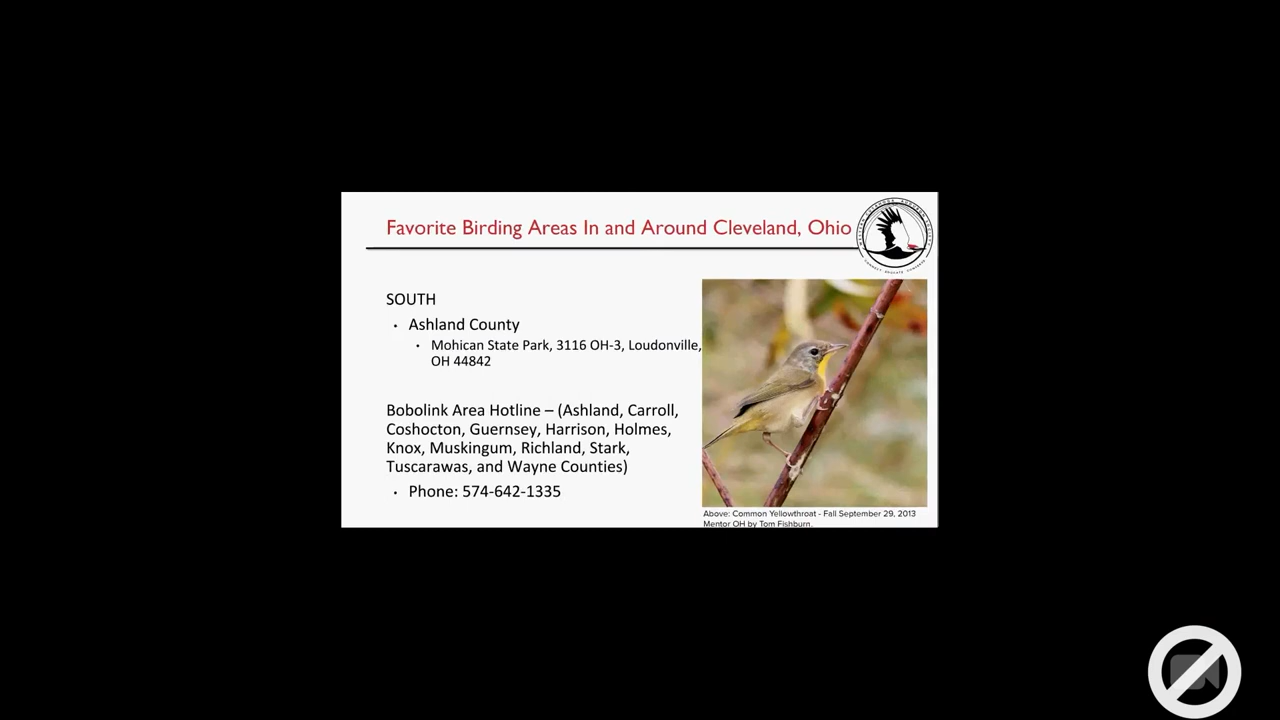 Favorite Birding Areas In and Around Cleveland, Ohio
SOUTH
• Ashland County
• Mohican State Park, 3116 OH-3, Loudonville,
OH 44842
Bobolink Area Hotline – (Ashland, Carroll,
Coshocton, Guernsey, Harrison, Holmes,
Knox, Muskingum, Richland, Stark,
Tuscarawas, and Wayne Counties)
• Phone: 574-642-1335
Above: Common Yellowthroat - Fall September 29, 2013
Mentor OH by Tom Fishburn.